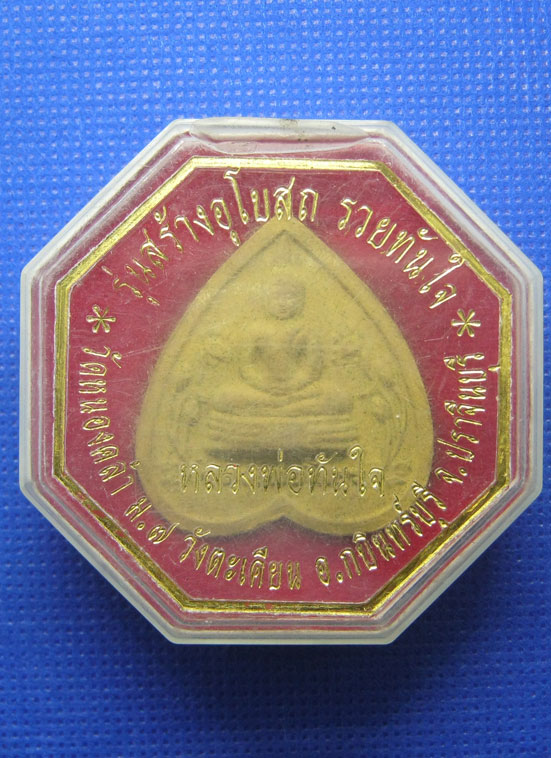 รุ่นสร้างอุโบสถ รวยทันใจ
หลวงพ่อทันใจ
* วัดหนองคล้า ม.๗ วังตะเคียน อ.กบินทร์บุรี จ.ปราจีนบุรี *